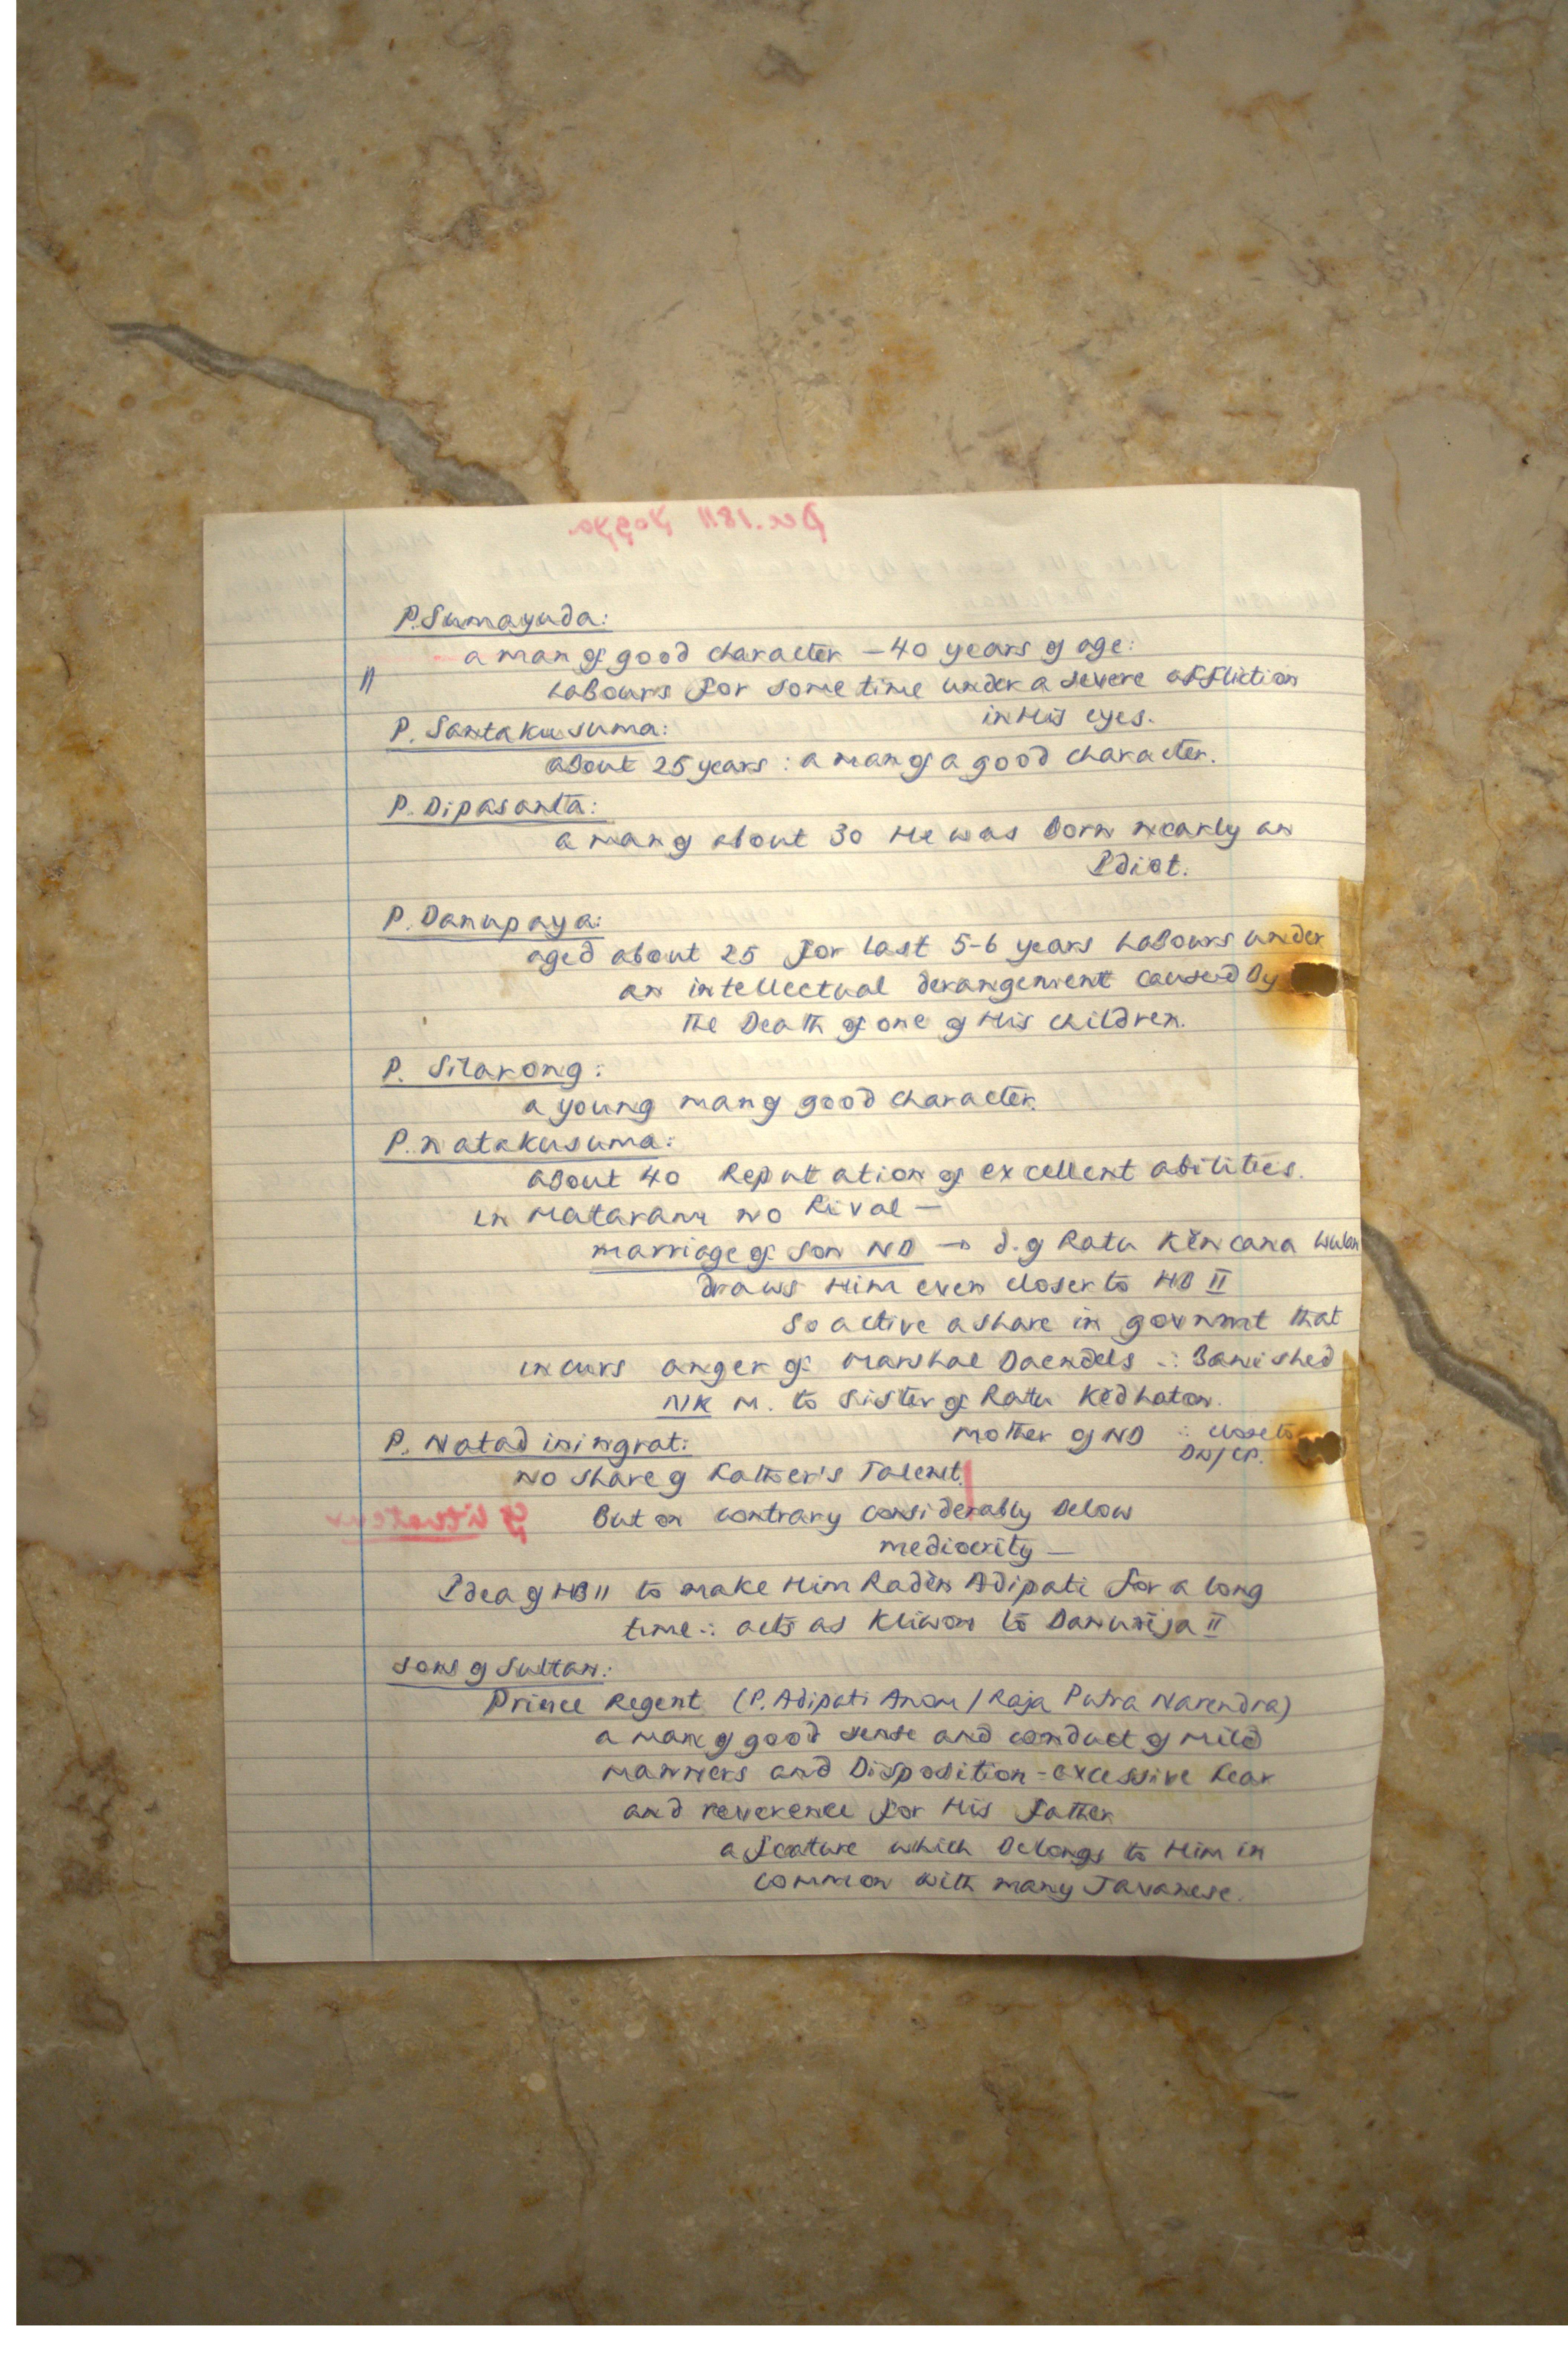 P. Sumayuda:
a man of good character – 40 years of age:
" Labours for some time under a severe affliction
in His eyes.
P. Santakusuma:
about 25 years: a man of a good character.
P. Dipasanta:
a man of about 30 He was born nearly an
Idiot.
P. Danupaya:
aged about 25 for last 5-6 years Labours under
an intellectual derangement caused by
the Death of one of His children.
P. Silarong:
a young man of good character.
P. Natakusuma:
about 40 Reputation of excellent abilities.
in Mataram no Rival –
marriage of son ND → d. of Ratu Kĕncana Wulan
draws Him even closer to HB II
so active a share in govnmt that
incurs anger of Marshal Daendels ∴ Banished
NK m. to sister of Ratu Kĕdhaton.
mother of ND ∴ close to
P. Natadiningrat: DN/CP.
no share of Father's Talent.
But on contrary considerably below
mediocrity –
Idea of HB II to make Him Radèn Adipati for a long
time ∴ acts as Kliwon to Danurĕja II
sons of Sultan:
Prince Regent (P. Adipati Anom / Raja Putra Narendra)
a man of good sense and conduct of mild
manners and Disposition - excessive fear
and reverence for His father
a feature which belongs to Him in
common with many Javanese.